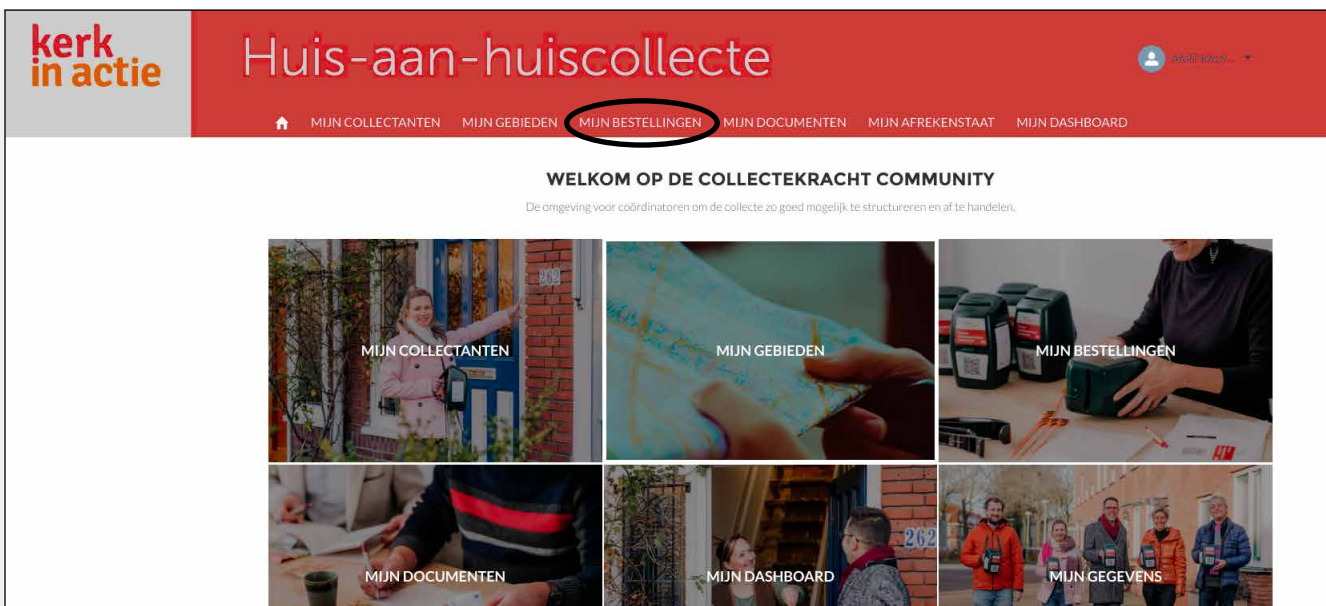 kerk
in actie
Huis-aan-huiscollecte
MIJN COLLECTANTEN MIJN GEBIEDEN MIJN BESTELLINGEN MIJN DOCUMENTEN MIJN AFREKENSTAAT MIJN DASHBOARD
WELKOM OP DE COLLECTEKRACHT COMMUNITY
De omgeving voor coördinatoren om de collecte zo goed mogelijk te structureren en af te handelen.
262
MIJN COLLECTANTEN MIJN GEBIEDEN MIJN BESTELLINGEN
262
MIJN DOCUMENTEN MIJN DASHBOARD MIJN GEGEVENS